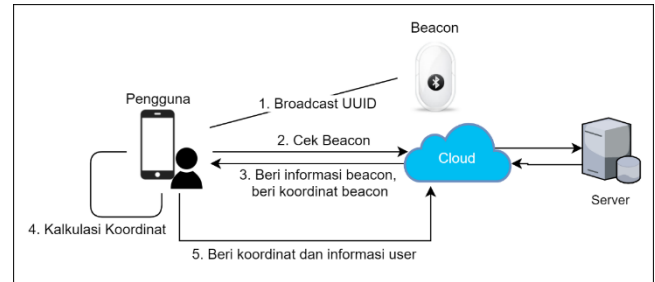 Beacon
Pengguna
1. Broadcast UUID
2. Cek Beacon
Cloud
3. Beri informasi beacon,
beri koordinat beacon
Server
4. Kalkulasi Koordinat
5. Beri koordinat dan informasi user